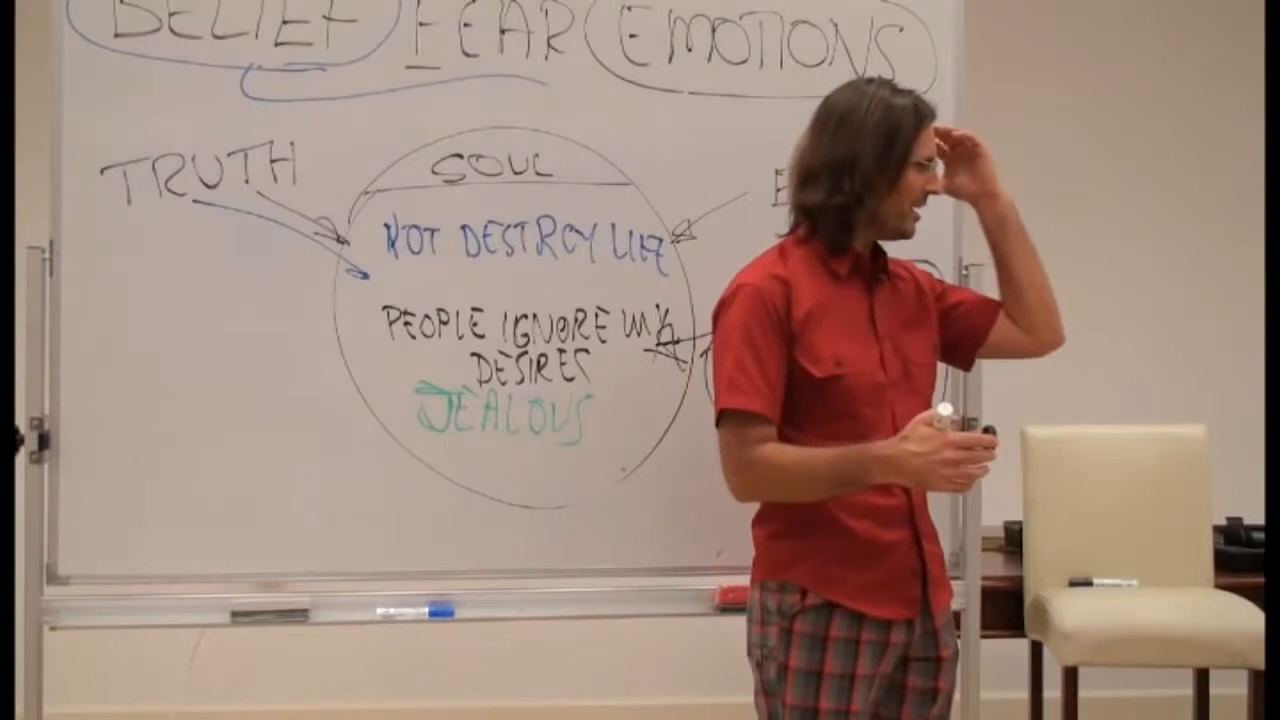 BELIEF FEAR EMOTIONS
TRUTH
SOUL
E
NOT DESTROY LIFE
PEOPLE IGNORE MY
DESIRES
JEALOUS